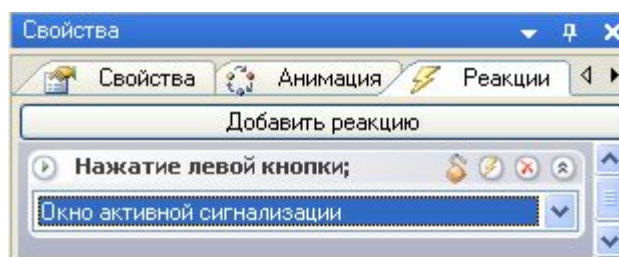 Свойства
Свойства Анимация Реакции
Добавить реакцию
Нажатие левой кнопки;
Окно активной сигнализации